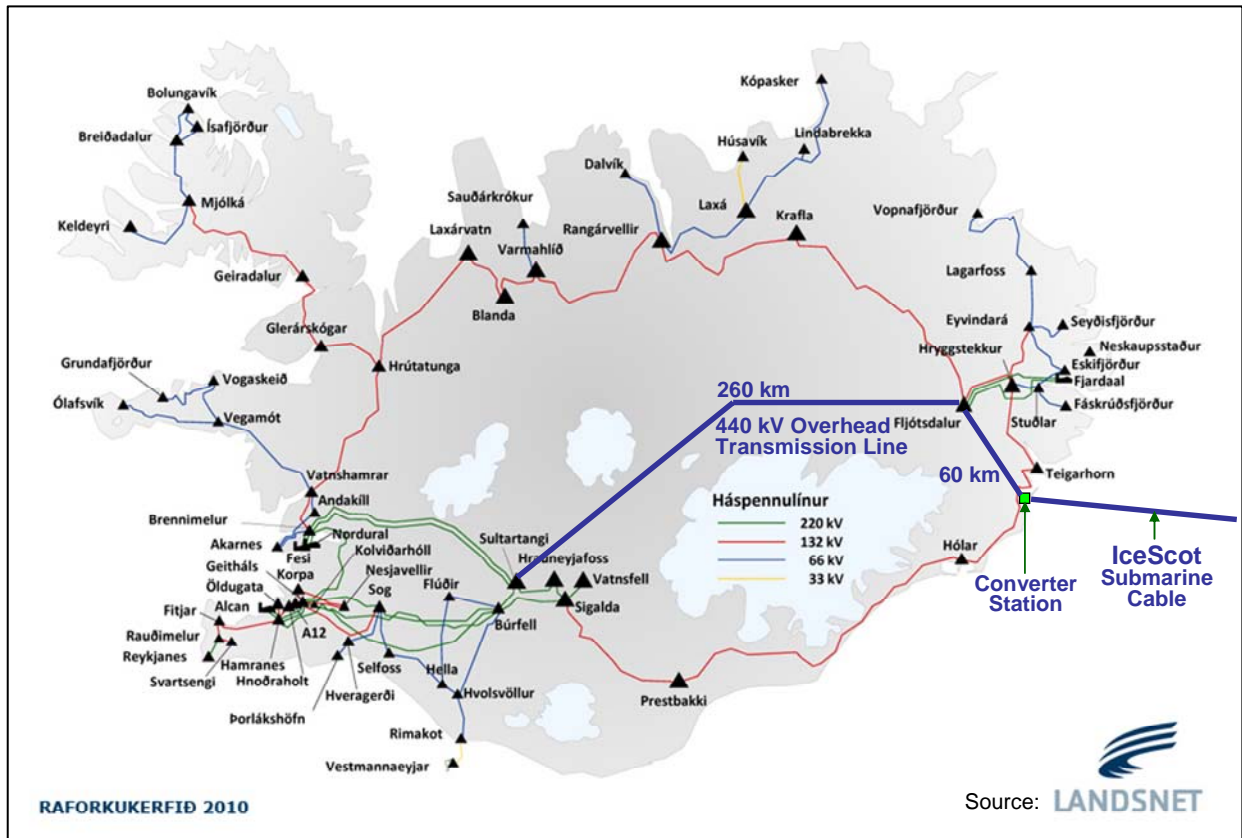 Bolungavík
Ísafjörður
Breiðadalur
Mjólká
Keldeyri
Geiradalur
Glerárskógar
Grundafjörður
Vogaskeið
Hrútatunga
Ólafsvík
Vegamót
Kópasker
Húsavík
Lindabrekka
Dalvík
Sauðárkrókur
Laxá
Krafla
Laxárvatn
Rangárvellir
Varmahlíð
Blanda
Vopnafjörður
Lagarfoss
Eyvindará
Seyðisfjörður
Hryggstekkur
Neskaupsstaður
Eskifjörður
Fjardaal
Fáskrúðsfjörður
Fljótsdalur
Stuðlar
Teigarhorn
260 km
440 kV Overhead
Transmission Line
60 km
Vatnshamrar
Andakíll
Brennimelur
Nordural
Akarnes
Fesi
Kolviðarhóll
Geitháls
Korpa
Nesjavellir
Öldugata
Sog
Flúðir
Fitjar
Alcan
A12
Rauðimelur
Reykjanes
Svartsengi
Hamranes
Hnoðraholt
Selfoss
Hveragerði
Þorlákshöfn
Hella
Hvolsvöllur
Búrfell
Rimakot
Vestmannaeyjar
Sultartangi
Hrauneyjafoss
Vatnsfell
Sigalda
Prestbakki
Hólar
Háspennulínur
220 kV
132 kV
66 kV
33 kV
Converter
Station
IceScot
Submarine
Cable
RAFORKUKERFIÐ 2010
Source: LANDSNET